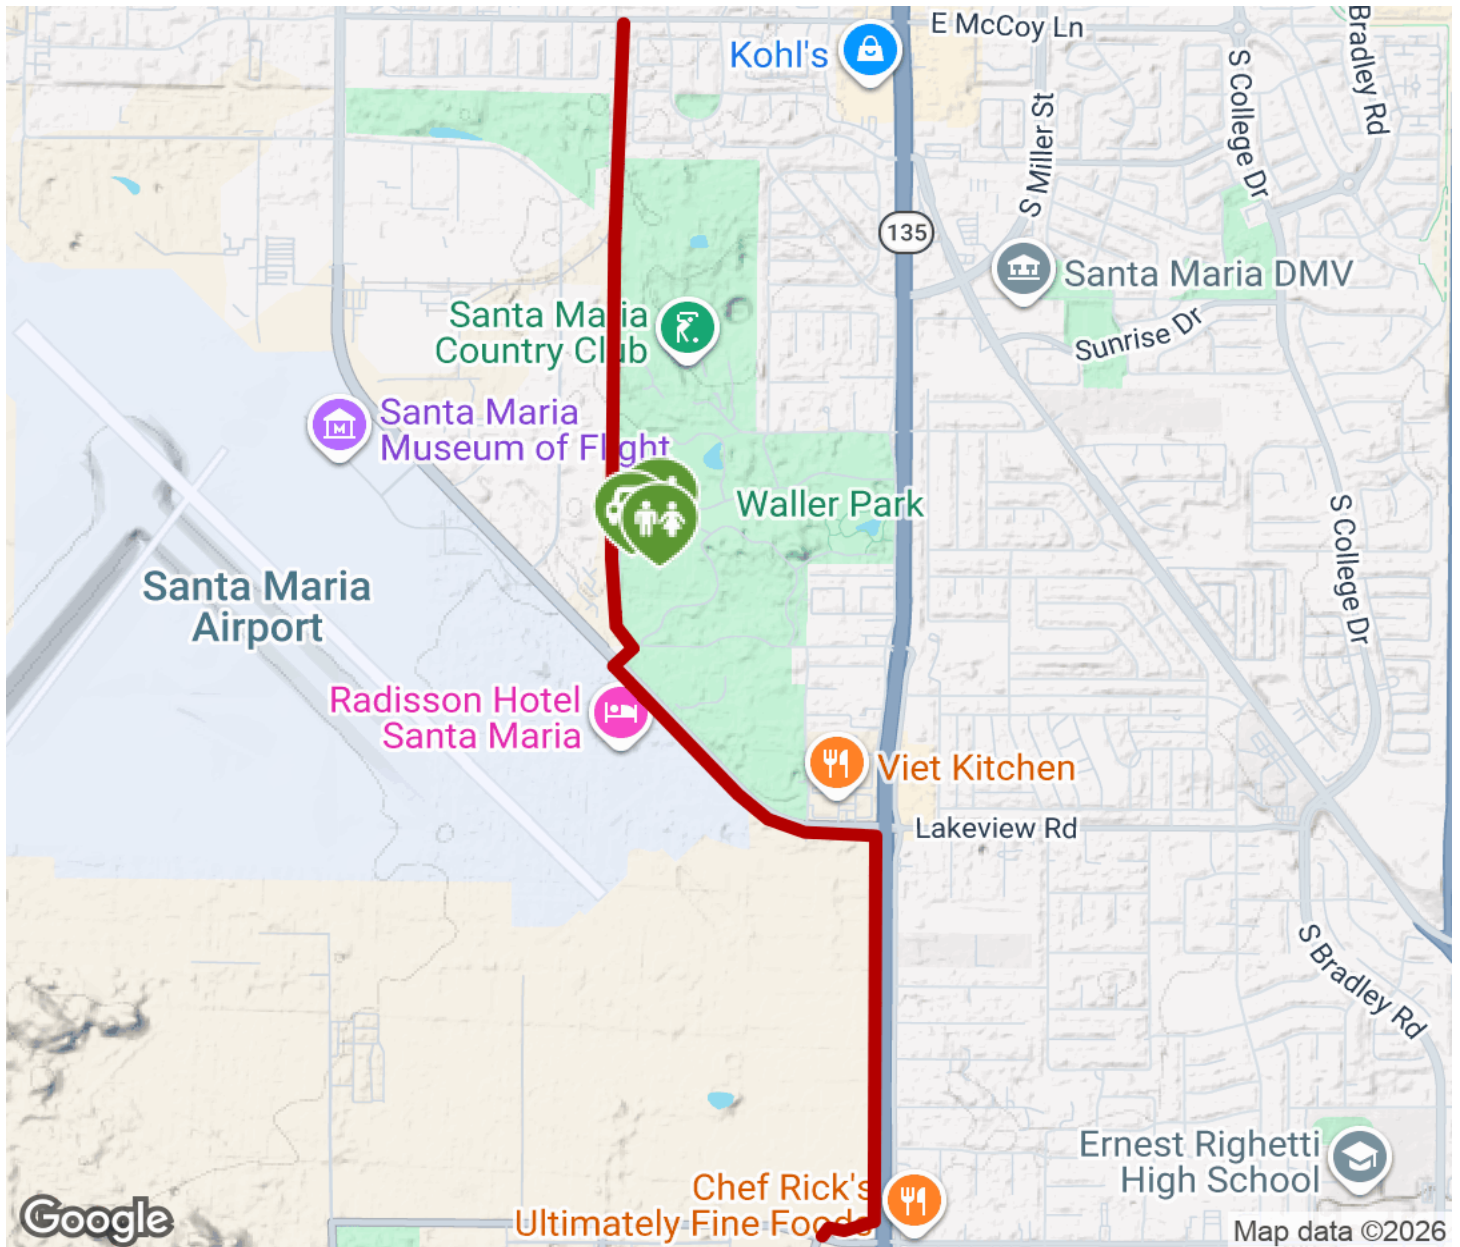 E McCoy Ln
Bradley Rd
Kohl's
S College Dr
S Miller St
135
Santa Maria DMV
Santa Maria
Country Club
Sunrise Dr
Santa Maria
Museum of Flight
Waller Park
S College Dr
Santa Maria
Airport
Radisson Hotel
Santa Maria
Viet Kitchen
Lakeview Rd
S Bradley Rd
Ernest Righetti
High School
Chef Rick's
Ultimately Fine Foods
Google
Map data ©2026